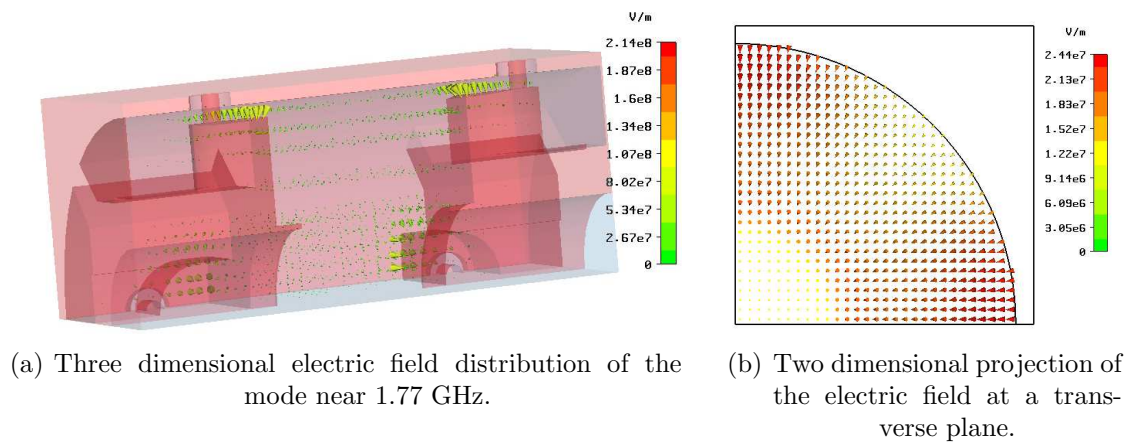 V/m
2.14e8
1.87e8
1.6e8
1.34e8
1.07e8
8.02e7
5.34e7
2.67e7
0
V/m
2.44e7
2.13e7
1.83e7
1.52e7
1.22e7
9.14e6
6.09e6
3.05e6
0
(a) Three dimensional electric field distribution of the
mode near 1.77 GHz.
(b) Two dimensional projection of
the electric field at a trans-
verse plane.